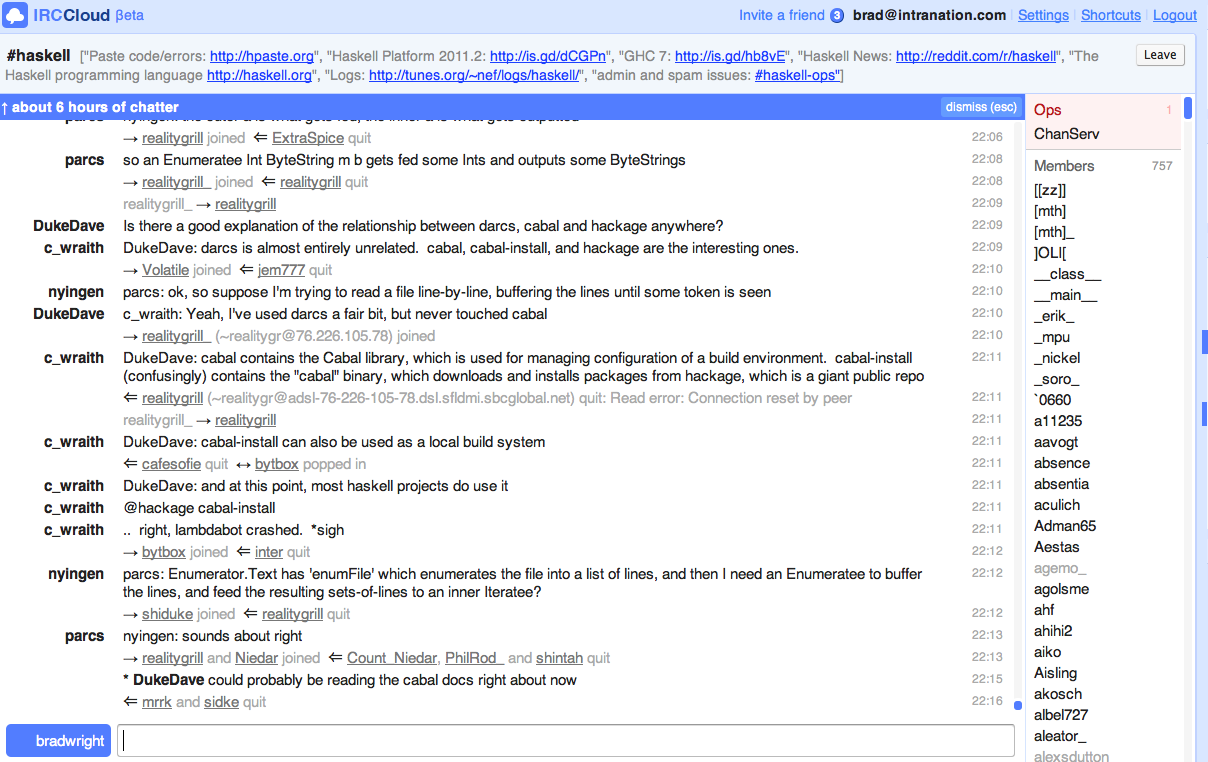 IRCCloud βeta
Invite a friend 3 brad@intranation.com | Settings | Shortcuts | Logout
#haskell ["Paste code/errors: http://hpaste.org", "Haskell Platform 2011.2: http://is.gd/dCGPn", "GHC 7: http://is.gd/hb8vE", "Haskell News: http://reddit.com/r/haskell", "The
Haskell programming language http://haskell.org", "Logs: http://tunes.org/~nef/logs/haskell/", "admin and spam issues: #haskell-ops"]
Leave
↑ about 6 hours of chatter
dismiss (esc)
→ realitygrill joined ⇐ ExtraSpice quit 22:06
parcs so an Enumeratee Int ByteString m b gets fed some Ints and outputs some ByteStrings 22:08
→ realitygrill_ joined ⇐ realitygrill quit 22:08
realitygrill_ → realitygrill 22:09
DukeDave Is there a good explanation of the relationship between darcs, cabal and hackage anywhere? 22:09
c_wraith DukeDave: darcs is almost entirely unrelated.  cabal, cabal-install, and hackage are the interesting ones. 22:09
→ Volatile joined ⇐ jem777 quit 22:10
nyingen parcs: ok, so suppose I'm trying to read a file line-by-line, buffering the lines until some token is seen 22:10
DukeDave c_wraith: Yeah, I've used darcs a fair bit, but never touched cabal 22:10
→ realitygrill_ (~realitygr@76.226.105.78) joined 22:10
c_wraith DukeDave: cabal contains the Cabal library, which is used for managing configuration of a build environment.  cabal-install 22:11
(confusingly) contains the "cabal" binary, which downloads and installs packages from hackage, which is a giant public repo
⇐ realitygrill (~realitygr@adsl-76-226-105-78.dsl.sfldmi.sbcglobal.net) quit: Read error: Connection reset by peer 22:11
realitygrill_ → realitygrill 22:11
c_wraith DukeDave: cabal-install can also be used as a local build system 22:11
⇐ cafesofie quit ↔ bytbox popped in 22:11
c_wraith DukeDave: and at this point, most haskell projects do use it 22:11
c_wraith @hackage cabal-install 22:11
c_wraith ..  right, lambdabot crashed.  *sigh 22:11
→ bytbox joined ⇐ inter quit 22:12
nyingen parcs: Enumerator.Text has 'enumFile' which enumerates the file into a list of lines, and then I need an Enumeratee to buffer 22:12
the lines, and feed the resulting sets-of-lines to an inner Iteratee?
→ shiduke joined ⇐ realitygrill quit 22:12
parcs nyingen: sounds about right 22:13
→ realitygrill and Niedar joined ⇐ Count_Niedar, PhilRod_ and shintah quit 22:13
* DukeDave could probably be reading the cabal docs right about now 22:15
⇐ mrrk and sidke quit 22:16
bradwright
Ops 1
ChanServ
Members 757
[[zz]]
[mth]
[mth]_
]OLI[
__class__
__main__
_erik_
_mpu
_nickel
_soro_
`0660
a11235
aavogt
absence
absentia
aculich
Adman65
Aestas
agemo_
agolsme
ahf
ahihi2
aiko
Aisling
akosch
albel727
aleator_
alexsdutton